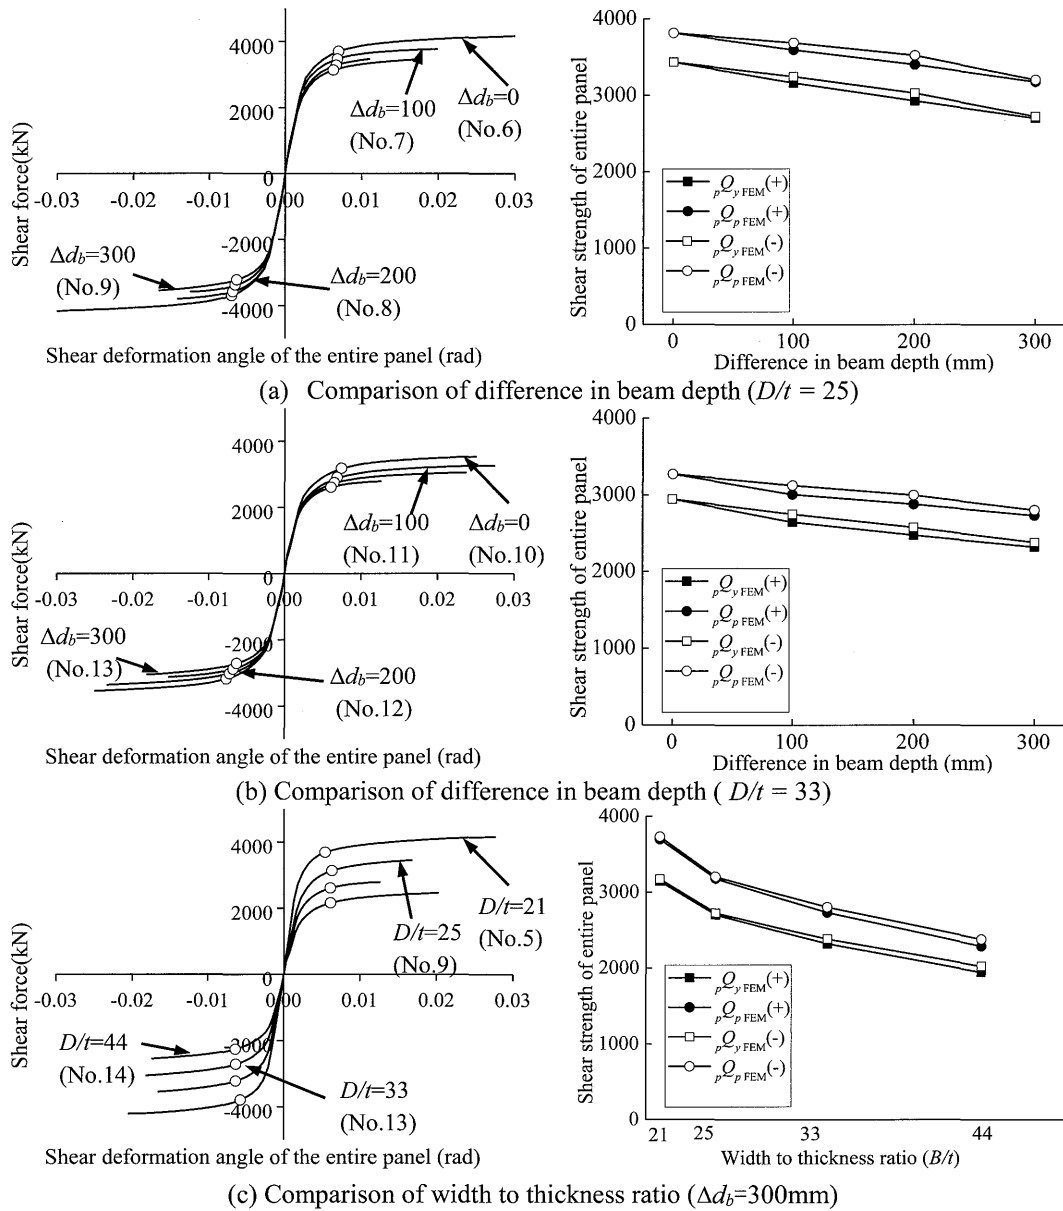 Shear force(kN)
4000
2000
0
-2000
-4000
-0.03 -0.02 -0.01 0.00 0.01 0.02 0.03
Δd_b=100
(No.7)
Δd_b=0
(No.6)
Δd_b=300
(No.9)
Δd_b=200
(No.8)
Shear deformation angle of the entire panel (rad)
Shear strength of entire panel
4000
3000
2000
1000
0
pQy FEM(+)
pQp FEM(+)
pQy FEM(-)
pQp FEM(-)
0 100 200 300
Difference in beam depth (mm)
(a) Comparison of difference in beam depth (D/t = 25)
Shear force(kN)
4000
2000
0
-2000
-4000
-0.03 -0.02 -0.01 0.00 0.01 0.02 0.03
Δd_b=100
(No.11)
Δd_b=0
(No.10)
Δd_b=300
(No.13)
Δd_b=200
(No.12)
Shear deformation angle of the entire panel (rad)
Shear strength of entire panel
4000
3000
2000
1000
0
pQy FEM(+)
pQp FEM(+)
pQy FEM(-)
pQp FEM(-)
0 100 200 300
Difference in beam depth (mm)
(b) Comparison of difference in beam depth ( D/t = 33)
Shear force(kN)
4000
2000
0
-2000
-4000
-0.03 -0.02 -0.01 0.00 0.01 0.02 0.03
D/t=21
(No.5)
D/t=25
(No.9)
D/t=44
(No.14)
D/t=33
(No.13)
Shear deformation angle of the entire panel (rad)
Shear strength of entire panel
4000
3000
2000
1000
0
pQy FEM(+)
pQp FEM(+)
pQy FEM(-)
pQp FEM(-)
21 25 33 44
Width to thickness ratio (B/t)
(c) Comparison of width to thickness ratio (Δd_b=300mm)